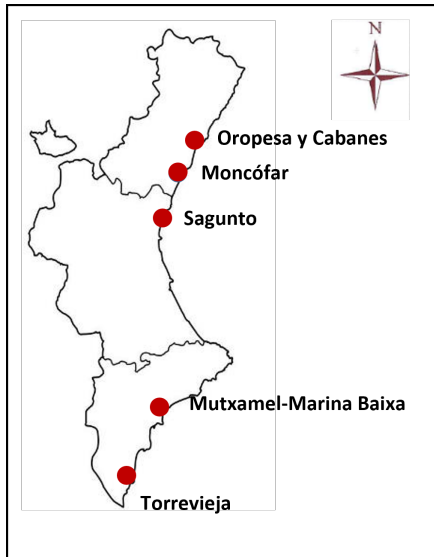 N
Oropesa y Cabanes
Moncófar
Sagunto
Mutxamel-Marina Baixa
Torrevieja